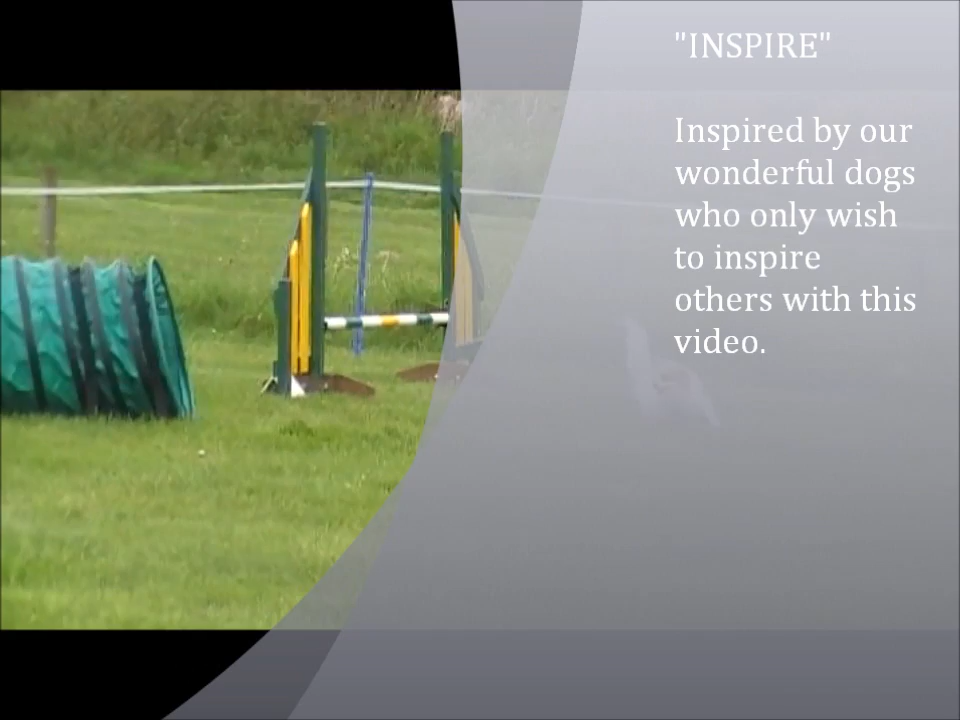 "INSPIRE"
Inspired by our
wonderful dogs
who only wish
to inspire
others with this
video.